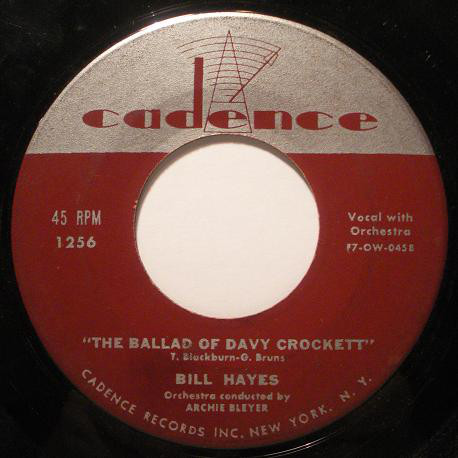 cadence
45 RPM
1256
Vocal with
Orchestra
F7-OW-0458
"THE BALLAD OF DAVY CROCKETT"
T. Blackburn-G. Bruns
BILL HAYES
Orchestra conducted by
ARCHIE BLEYER
CADENCE RECORDS INC, NEW YORK, N. Y.